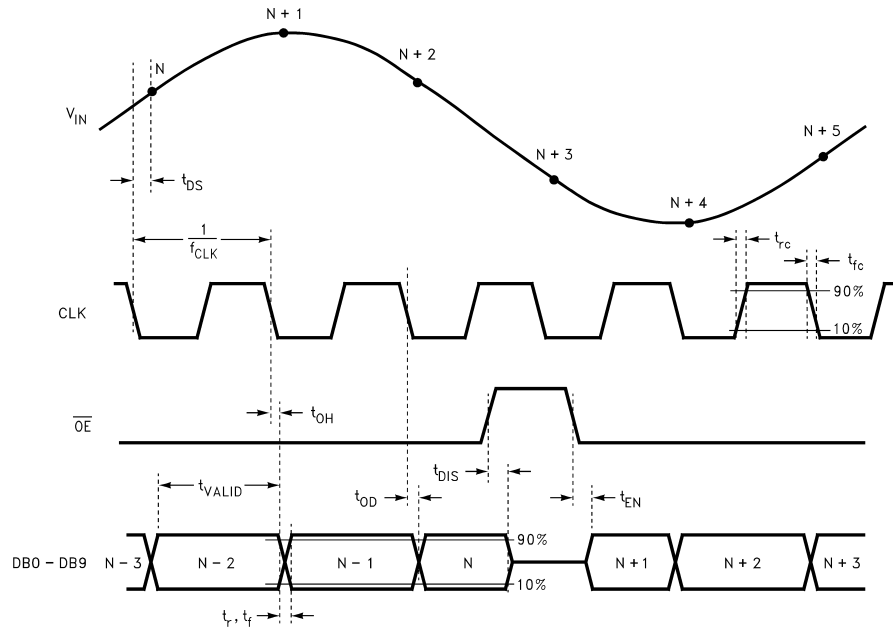 N + 1
N
N + 2
V_IN
N + 5
N + 3
t_DS
N + 4
1
f_CLK
t_rc
t_fc
90%
CLK
10%
t_OH
OE
t_DIS
t_VALID
t_OD
t_EN
90%
DB0 - DB9 N - 3 N - 2 N - 1 N N + 1 N + 2 N + 3
10%
t_r, t_f